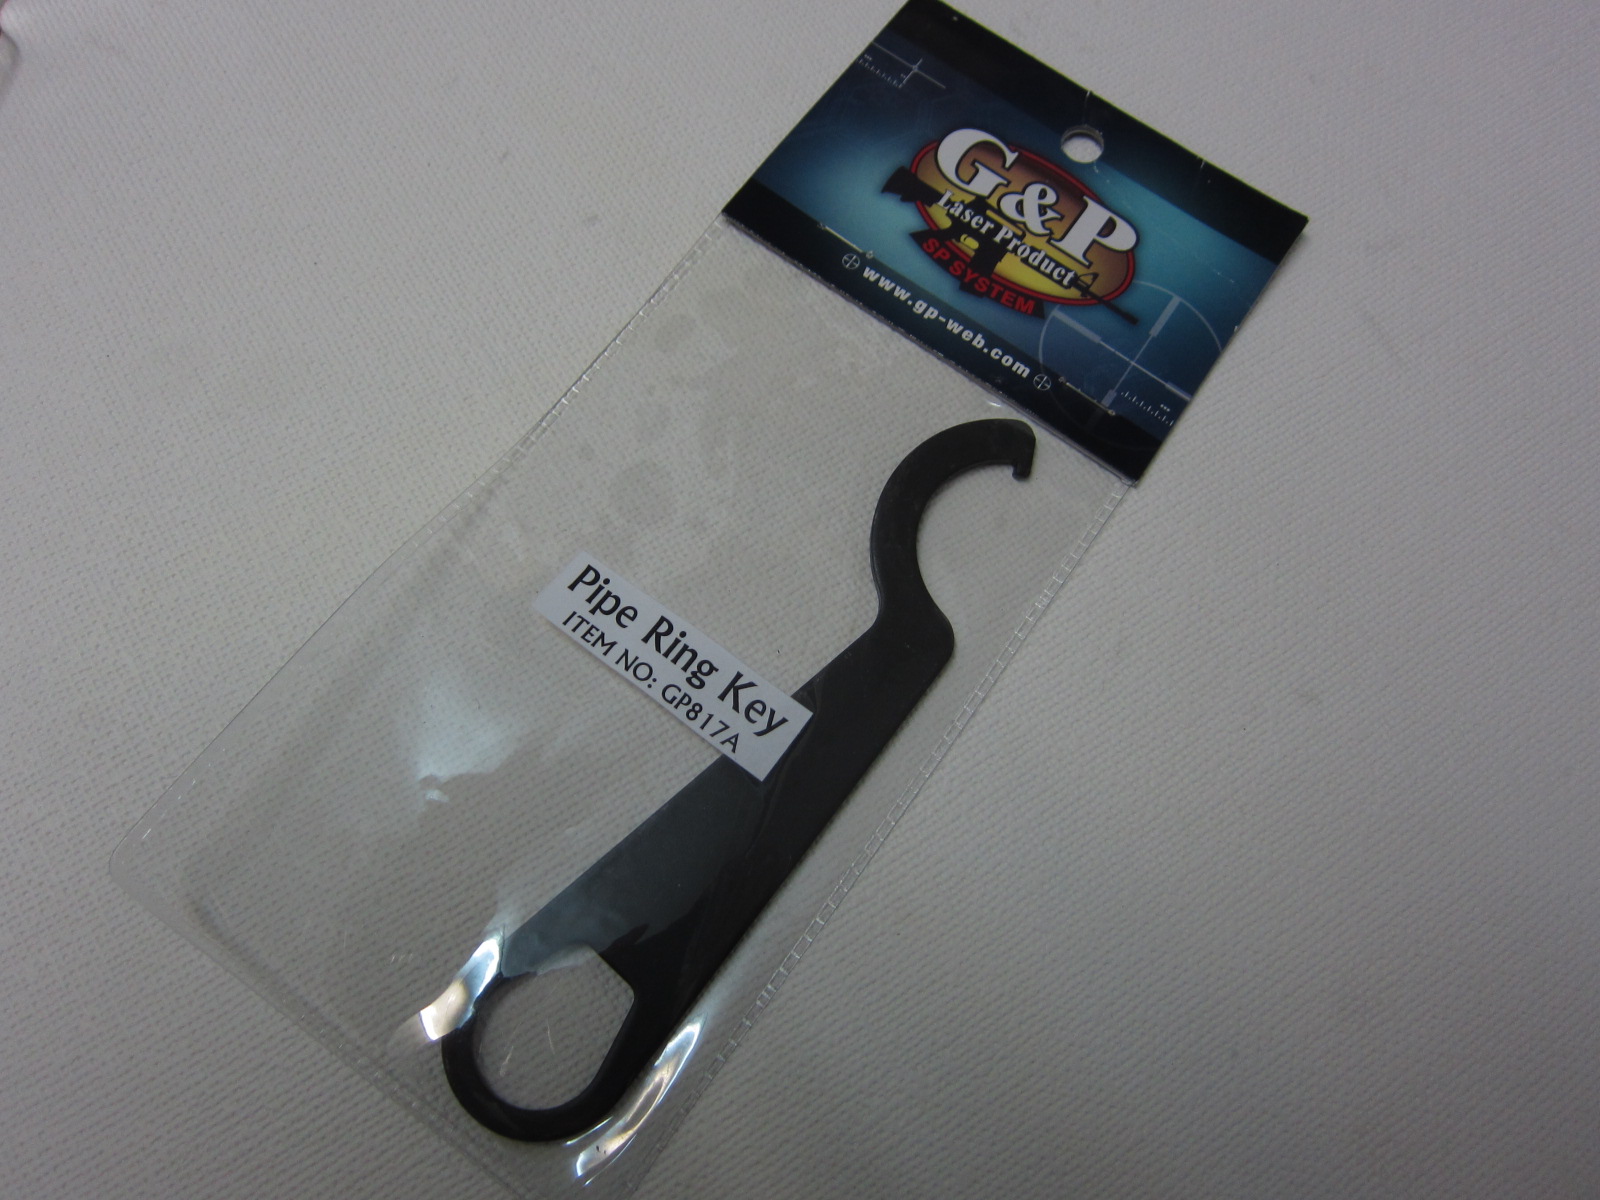 G&P
Laser Product
SP SYSTEM
www.gp-web.com
Pipe Ring Key
ITEM NO: GP817A